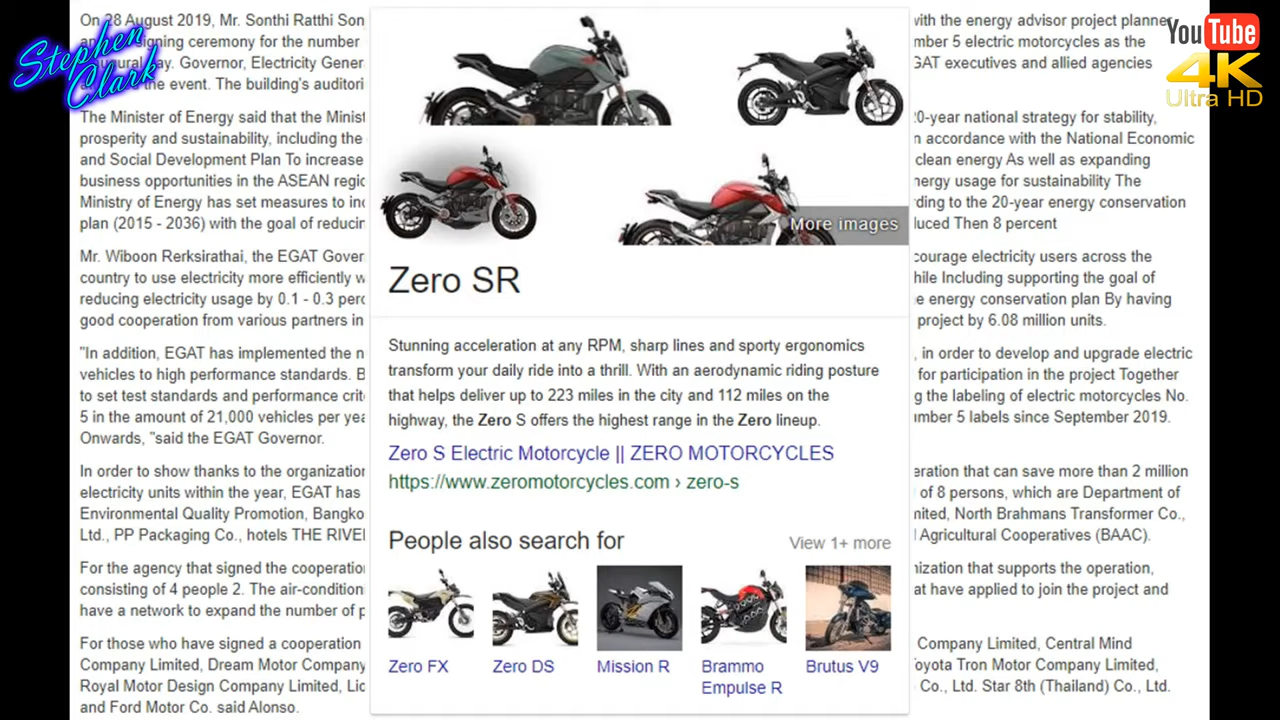 Stephen
Clark
YouTube
4K
Ultra HD
On 28 August 2019, Mr. Sonthi Ratthi Son
signing ceremony for the number
Governor, Electricity Gener
the event. The building's auditori
The Minister of Energy said that the Minist
prosperity and sustainability, including the
and Social Development Plan To increase
business opportunities in the ASEAN regio
Ministry of Energy has set measures to inc
plan (2015 - 2036) with the goal of reducin
Mr. Wiboon Rerksirathai, the EGAT Gover
country to use electricity more efficiently w
reducing electricity usage by 0.1 - 0.3 perc
good cooperation from various partners in
"In addition, EGAT has implemented the n
vehicles to high performance standards. B
to set test standards and performance crite
5 in the amount of 21,000 vehicles per yea
Onwards, "said the EGAT Governor.
In order to show thanks to the organization
electricity units within the year, EGAT has
Environmental Quality Promotion, Bangko
Ltd., PP Packaging Co., hotels THE RIVE
For the agency that signed the cooperation
consisting of 4 people 2. The air-condition
have a network to expand the number of p
For those who have signed a cooperation
Company Limited, Dream Motor Company
Royal Motor Design Company Limited, Lio
and Ford Motor Co. said Alonso.
More images
Zero SR
Stunning acceleration at any RPM, sharp lines and sporty ergonomics
transform your daily ride into a thrill. With an aerodynamic riding posture
that helps deliver up to 223 miles in the city and 112 miles on the
highway, the Zero S offers the highest range in the Zero lineup.
Zero S Electric Motorcycle || ZERO MOTORCYCLES
https://www.zeromotorcycles.com › zero-s
People also search for
View 1+ more
Zero FX
Zero DS
Mission R
Brammo
Empulse R
Brutus V9
with the energy advisor project planne
mber 5 electric motorcycles as the
GAT executives and allied agencies
20-year national strategy for stability,
n accordance with the National Economic
clean energy As well as expanding
nergy usage for sustainability The
rding to the 20-year energy conservation
duced Then 8 percent
courage electricity users across the
while Including supporting the goal of
e energy conservation plan By having
project by 6.08 million units.
, in order to develop and upgrade electric
for participation in the project Together
g the labeling of electric motorcycles No.
umber 5 labels since September 2019.
eration that can save more than 2 million
of 8 persons, which are Department of
mited, North Brahmans Transformer Co.,
Agricultural Cooperatives (BAAC).
nization that supports the operation,
at have applied to join the project and
Company Limited, Central Mind
Toyota Tron Motor Company Limited,
Co., Ltd. Star 8th (Thailand) Co., Ltd.